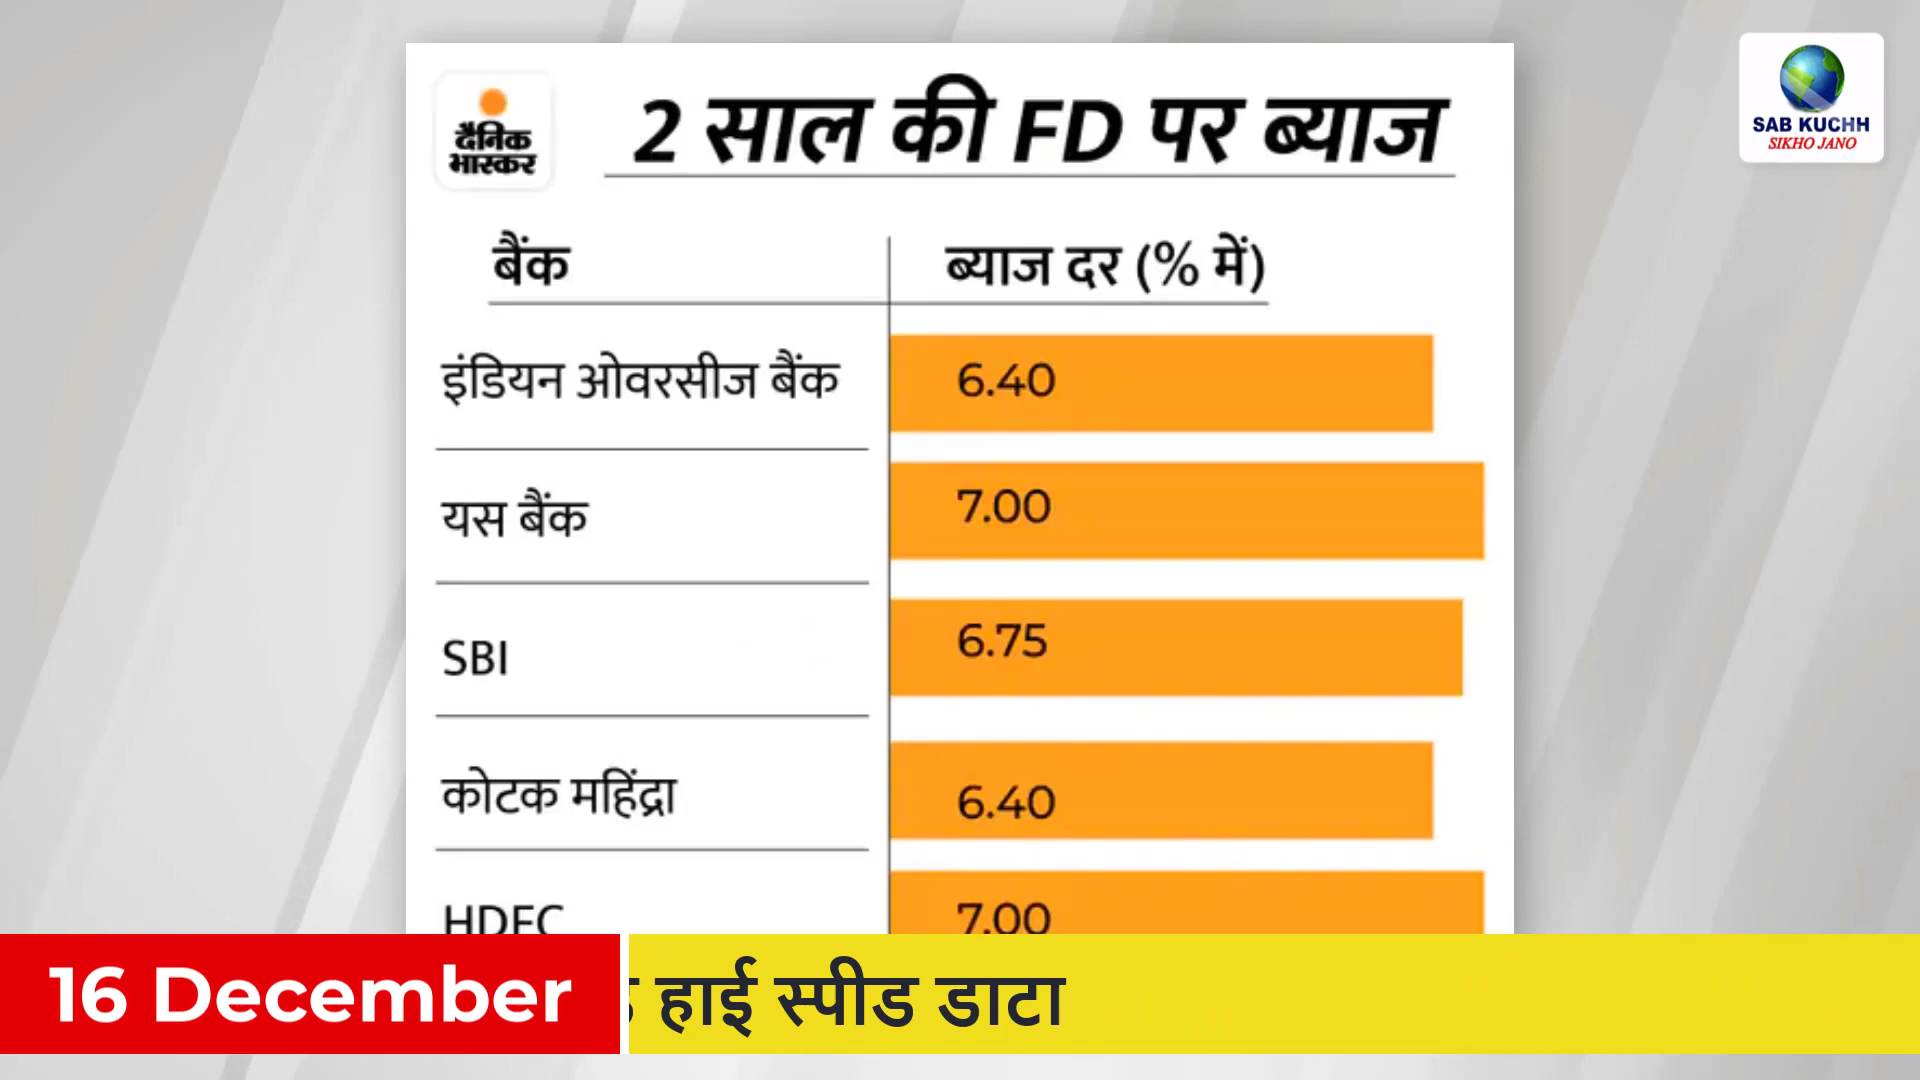 दैनिक
भास्कर
2 साल की FD पर ब्याज
SAB KUCHH
SIKHO JANO
बैंक ब्याज दर (% में)
इंडियन ओवरसीज बैंक 6.40
यस बैंक 7.00
SBI 6.75
कोटक महिंद्रा 6.40
HDFC 7.00
16 December हाई स्पीड डाटा